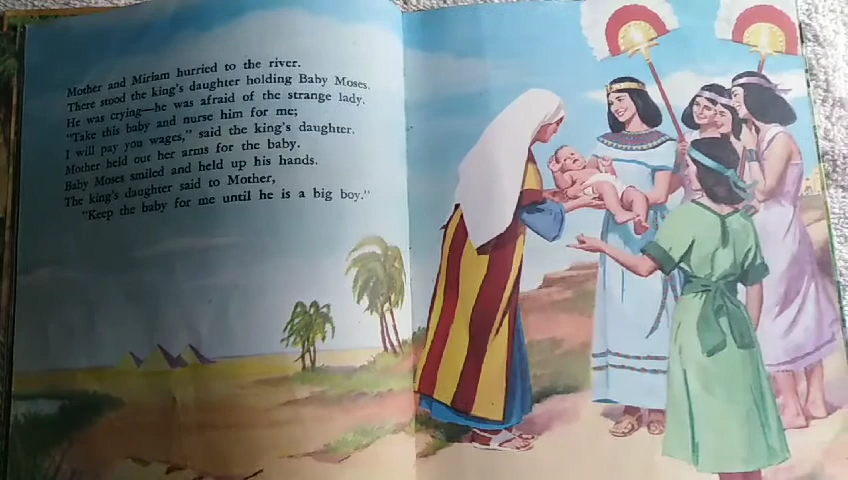 Mother and Miriam hurried to the river.
There stood the king's daughter holding Baby Moses.
He was crying—he was afraid of the strange lady.
"Take this baby and nurse him for me;
I will pay you wages," said the king's daughter.
Mother held out her arms for the baby.
Baby Moses smiled and held up his hands.
The king's daughter said to Mother,
"Keep the baby for me until he is a big boy."